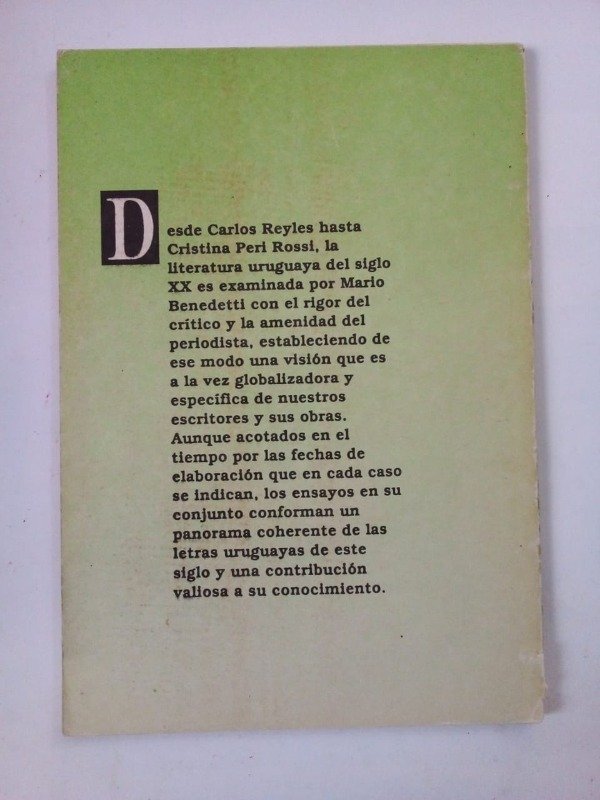 Desde Carlos Reyles hasta
Cristina Peri Rossi, la
literatura uruguaya del siglo
XX es examinada por Mario
Benedetti con el rigor del
crítico y la amenidad del
periodista, estableciendo de
ese modo una visión que es
a la vez globalizadora y
específica de nuestros
escritores y sus obras.
Aunque acotados en el
tiempo por las fechas de
elaboración que en cada caso
se indican, los ensayos en su
conjunto conforman un
panorama coherente de las
letras uruguayas de este
siglo y una contribución
valiosa a su conocimiento.